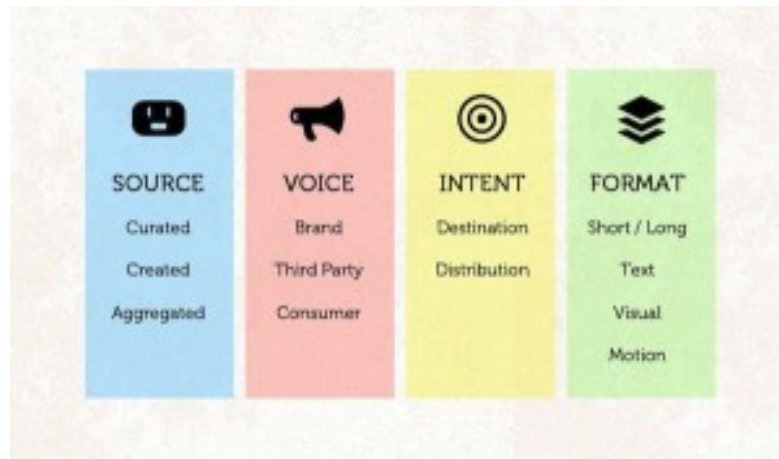 SOURCE
Curated
Created
Aggregated
VOICE
Brand
Third Party
Consumer
INTENT
Destination
Distribution
FORMAT
Short / Long
Text
Visual
Motion